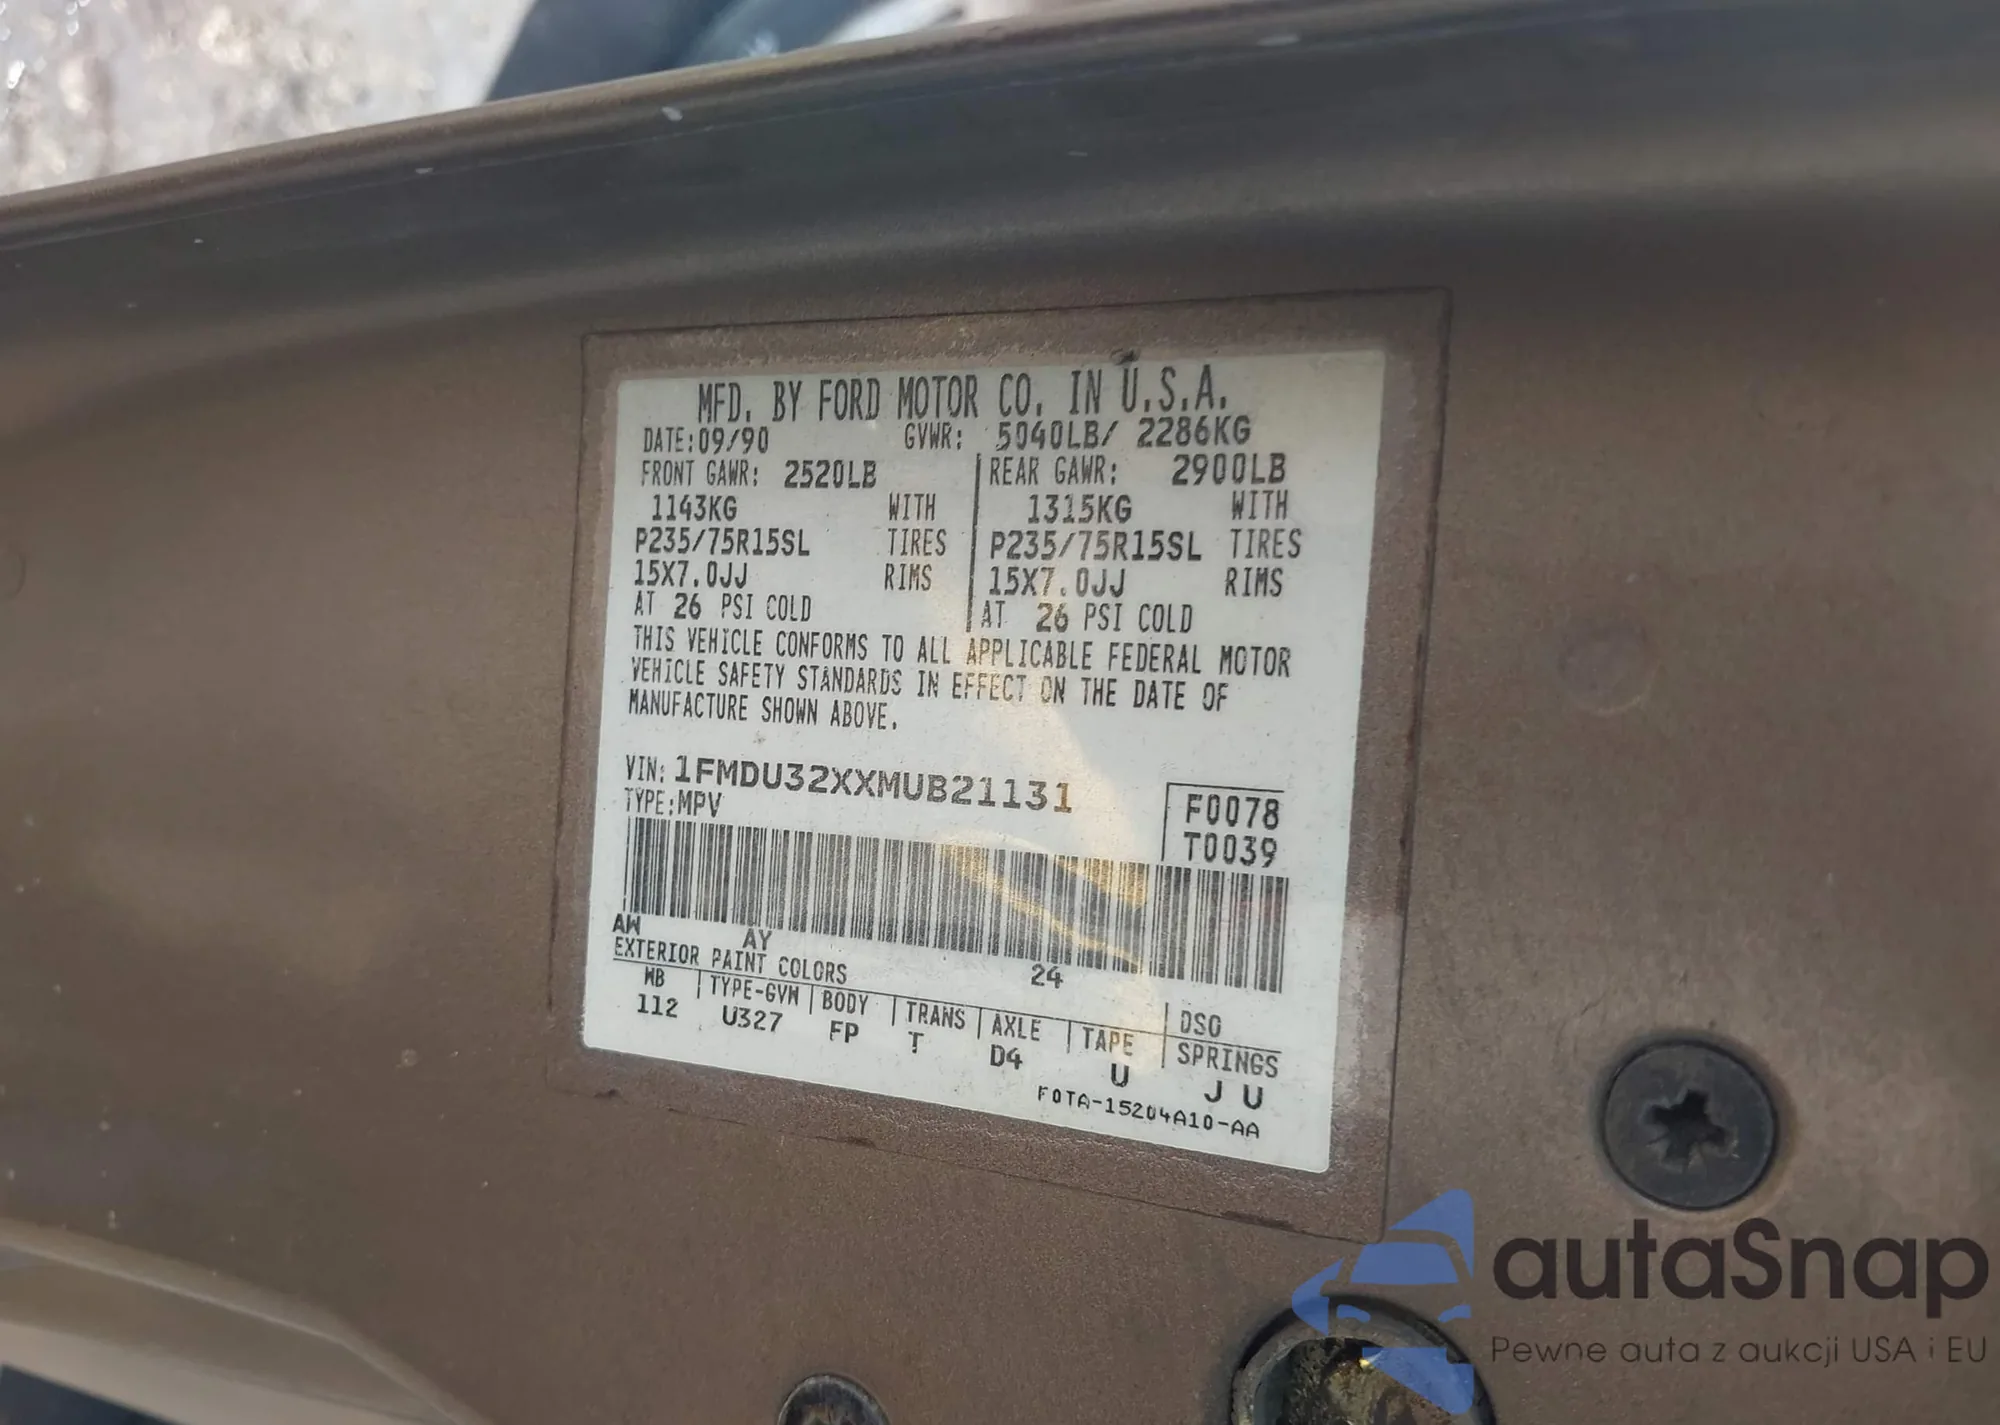 MFD. BY FORD MOTOR CO. IN U.S.A.
DATE:09/90 GVWR: 5040LB/ 2286KG
FRONT GAWR: 2520LB REAR GAWR: 2900LB
1143KG WITH 1315KG WITH
P235/75R15SL TIRES P235/75R15SL TIRES
15X7.0JJ RIMS 15X7.0JJ RIMS
AT 26 PSI COLD AT 26 PSI COLD
THIS VEHICLE CONFORMS TO ALL APPLICABLE FEDERAL MOTOR
VEHICLE SAFETY STANDARDS IN EFFECT ON THE DATE OF
MANUFACTURE SHOWN ABOVE.
VIN: 1FMDU32XXMUB21131
TYPE:MPV
F0078
T0039
AW AY 24
EXTERIOR PAINT COLORS DSO
WB TYPE-GVW BODY TRANS AXLE TAPE SPRINGS
112 U327 FP T D4 U J U
F0TA-15204A10-AA
autaSnap
Pewne auta z aukcji USA i EU